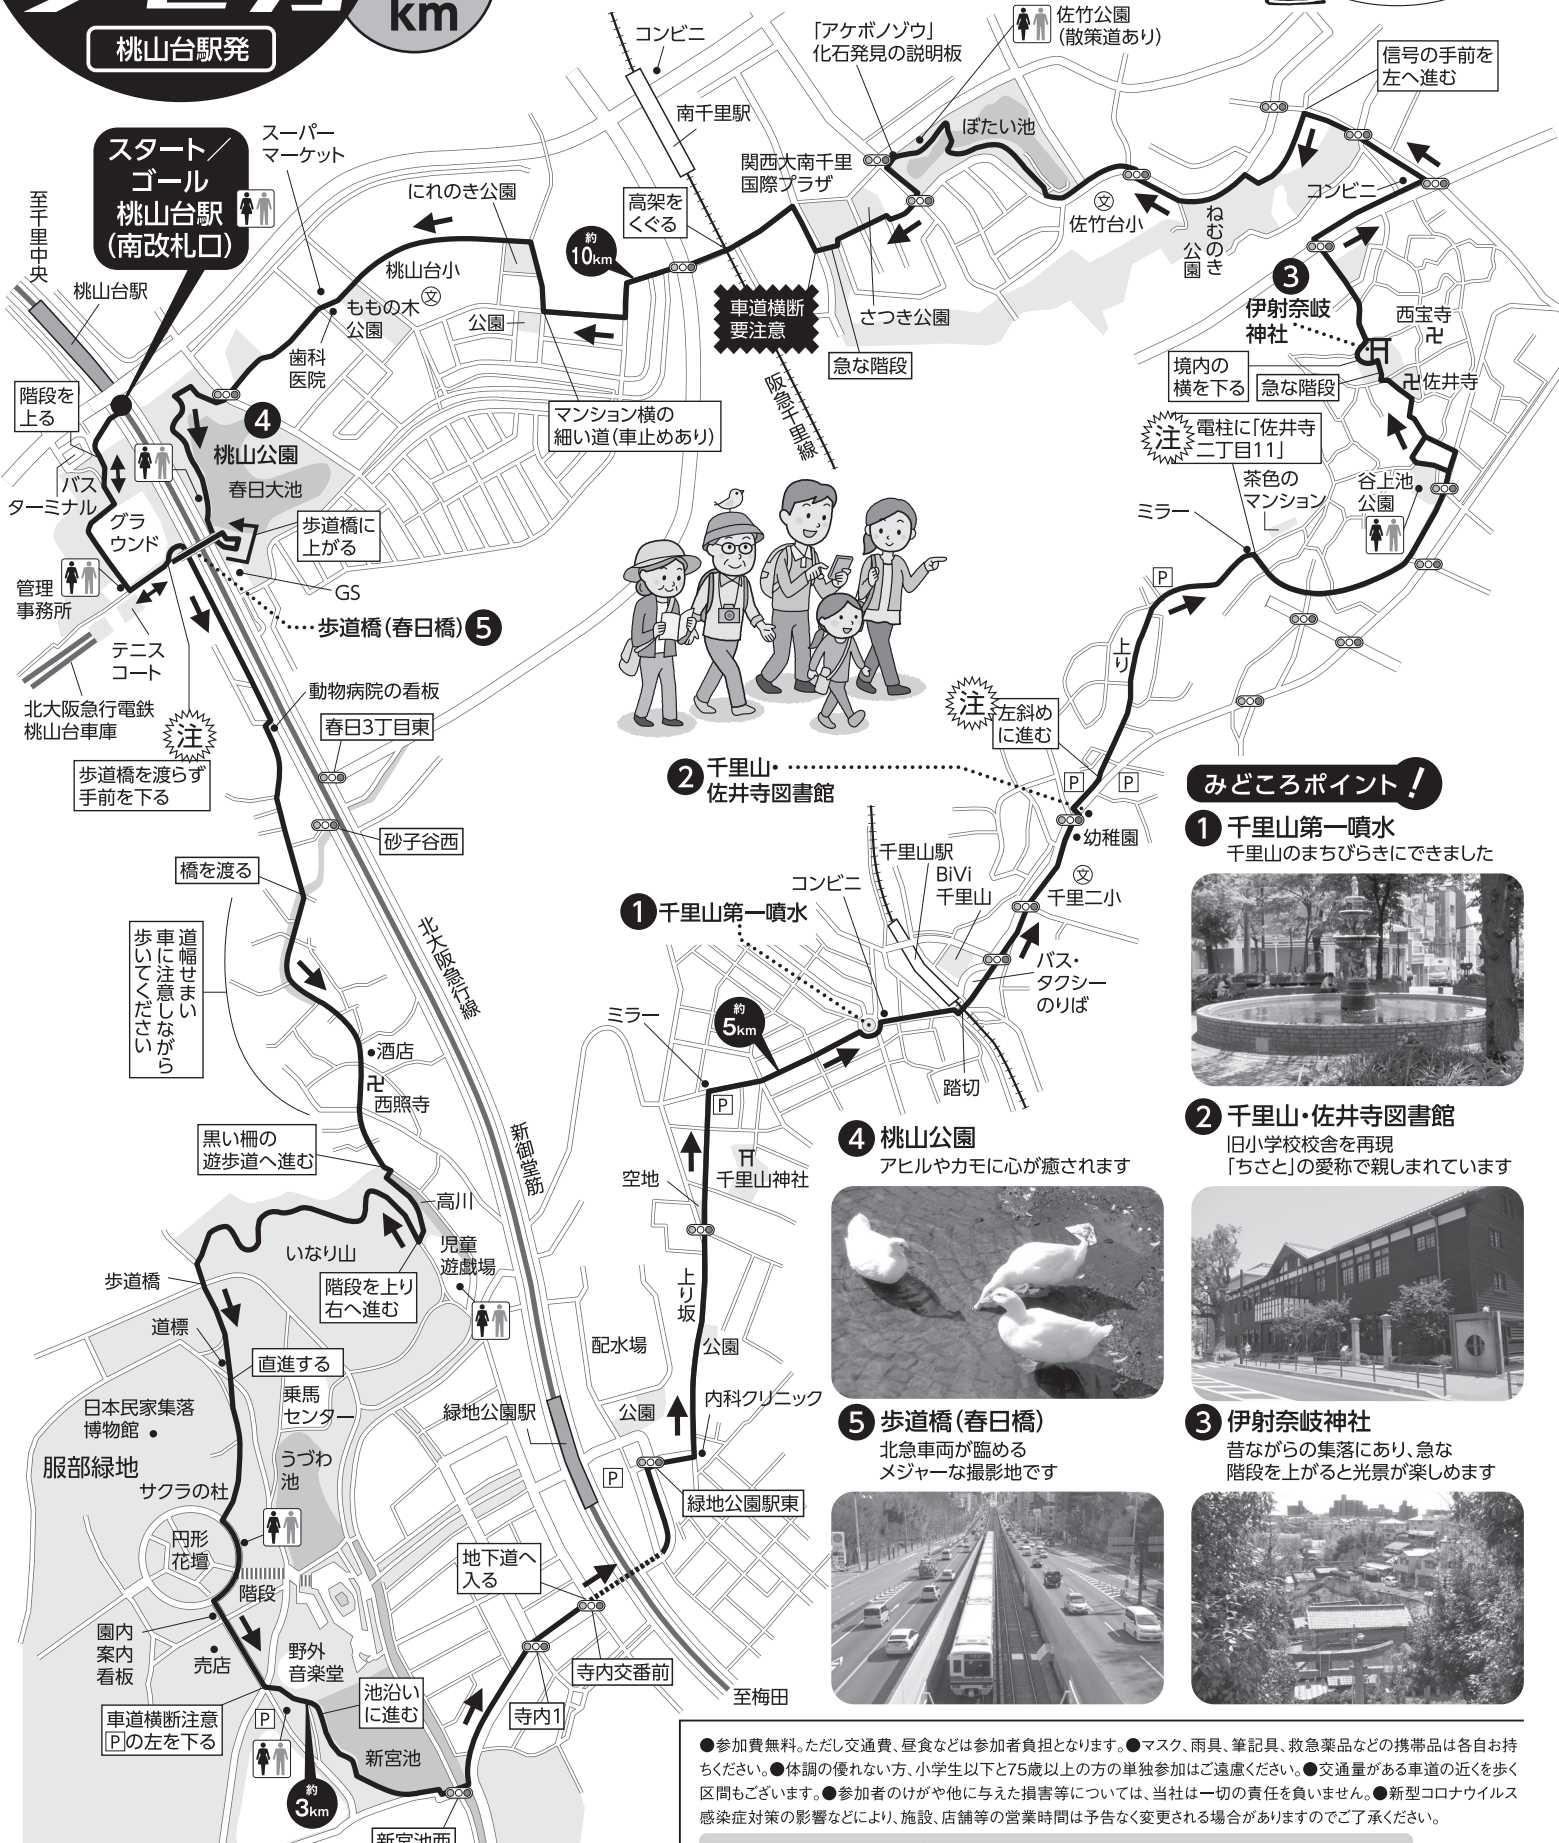 km
桃山台駅発
スタート／
ゴール
桃山台駅
(南改札口)
至千里中央
桃山台駅
スーパー
マーケット
にれのき公園
桃山台小
文
ももの木
公園
歯科
医院
公園
コンビニ
南千里駅
高架を
くぐる
約
10km
「アケボノゾウ」
化石発見の説明板
佐竹公園
(散策道あり)
ぼたい池
関西大南千里
国際プラザ
車道横断
要注意
さつき公園
急な階段
阪急千里線
マンション横の
細い道(車止めあり)
文
佐竹台小
ねむのき
公園
信号の手前を
左へ進む
コンビニ
3
伊射奈岐
神社
西宝寺
卍
卍佐井寺
境内の
横を下る
急な階段
注
電柱に「佐井寺
二丁目11」
茶色の
マンション
谷上池
公園
ミラー
P
上り
注
左斜め
に進む
P
P
2
千里山・
佐井寺図書館
幼稚園
文
千里二小
千里山駅
BiVi
千里山
コンビニ
1
千里山第一噴水
バス・
タクシー
のりば
踏切
約
5km
ミラー
P
千里山神社
空地
上り坂
配水場
公園
公園
内科クリニック
P
緑地公園駅東
緑地公園駅
階段を
上る
バス
ターミナル
グラ
ウンド
4
桃山公園
春日大池
歩道橋に
上がる
GS
歩道橋(春日橋)5
管理
事務所
テニス
コート
北大阪急行電鉄
桃山台車庫
注
歩道橋を渡らず
手前を下る
動物病院の看板
春日3丁目東
砂子谷西
橋を渡る
道幅せまい
車に注意しながら
歩いてください
北大阪急行線
酒店
卍
西照寺
黒い柵の
遊歩道へ進む
新御堂筋
高川
児童
遊戯場
いなり山
階段を上り
右へ進む
歩道橋
道標
直進する
乗馬
センター
日本民家集落
博物館
服部緑地
うづわ
池
サクラの杜
円形
花壇
階段
園内
案内
看板
売店
野外
音楽堂
車道横断注意
Pの左を下る
P
池沿い
に進む
新宮池
約
3km
新宮池西
地下道へ
入る
寺内交番前
寺内1
至梅田
みどころポイント！
1 千里山第一噴水
千里山のまちびらきにできました
2 千里山・佐井寺図書館
旧小学校校舎を再現
「ちさと」の愛称で親しまれています
3 伊射奈岐神社
昔ながらの集落にあり、急な
階段を上がると光景が楽しめます
4 桃山公園
アヒルやカモに心が癒されます
5 歩道橋(春日橋)
北急車両が臨める
メジャーな撮影地です
●参加費無料。ただし交通費、昼食などは参加者負担となります。●マスク、雨具、筆記具、救急薬品などの携帯品は各自お持
ちください。●体調の優れない方、小学生以下と75歳以上の方の単独参加はご遠慮ください。●交通量がある車道の近くを歩く
区間もございます。●参加者のけがや他に与えた損害等については、当社は一切の責任を負いません。●新型コロナウイルス
感染症対策の影響などにより、施設、店舗等の営業時間は予告なく変更される場合がありますのでご了承ください。